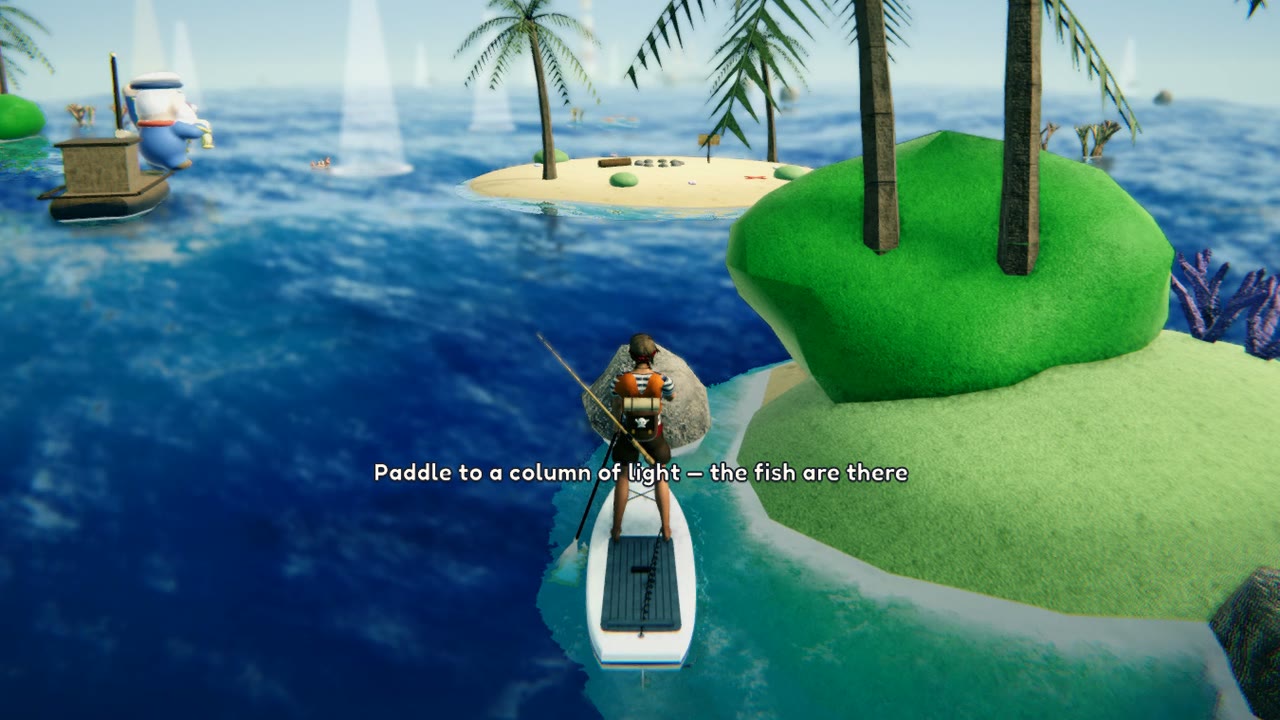 Paddle to a column of light — the fish are there